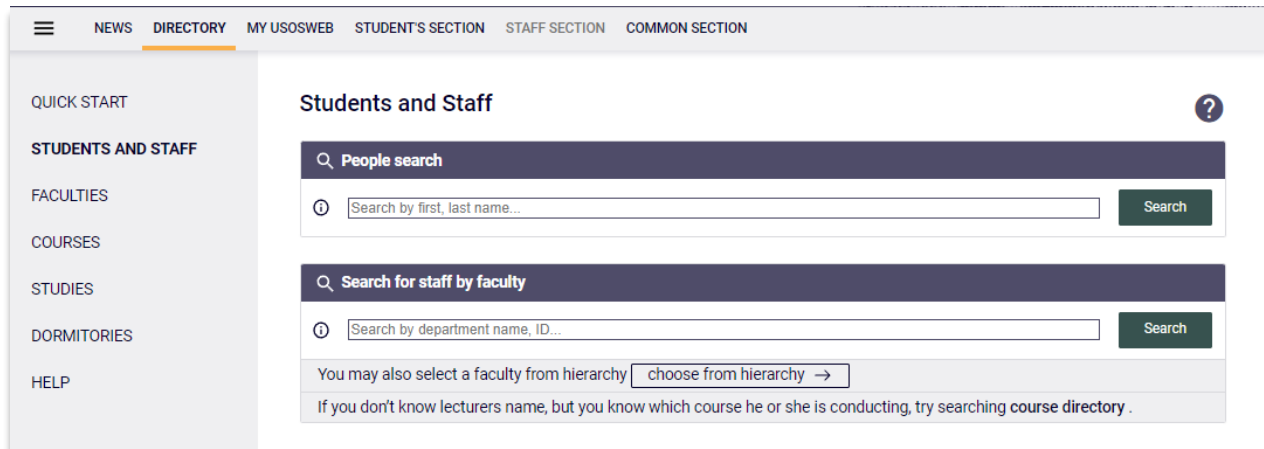 NEWS DIRECTORY MY USOSWEB STUDENT'S SECTION STAFF SECTION COMMON SECTION
QUICK START
STUDENTS AND STAFF
FACULTIES
COURSES
STUDIES
DORMITORIES
HELP
Students and Staff
?
People search
Search by first, last name...
Search
Search for staff by faculty
Search by department name, ID...
Search
You may also select a faculty from hierarchy choose from hierarchy →
If you don't know lecturers name, but you know which course he or she is conducting, try searching course directory .